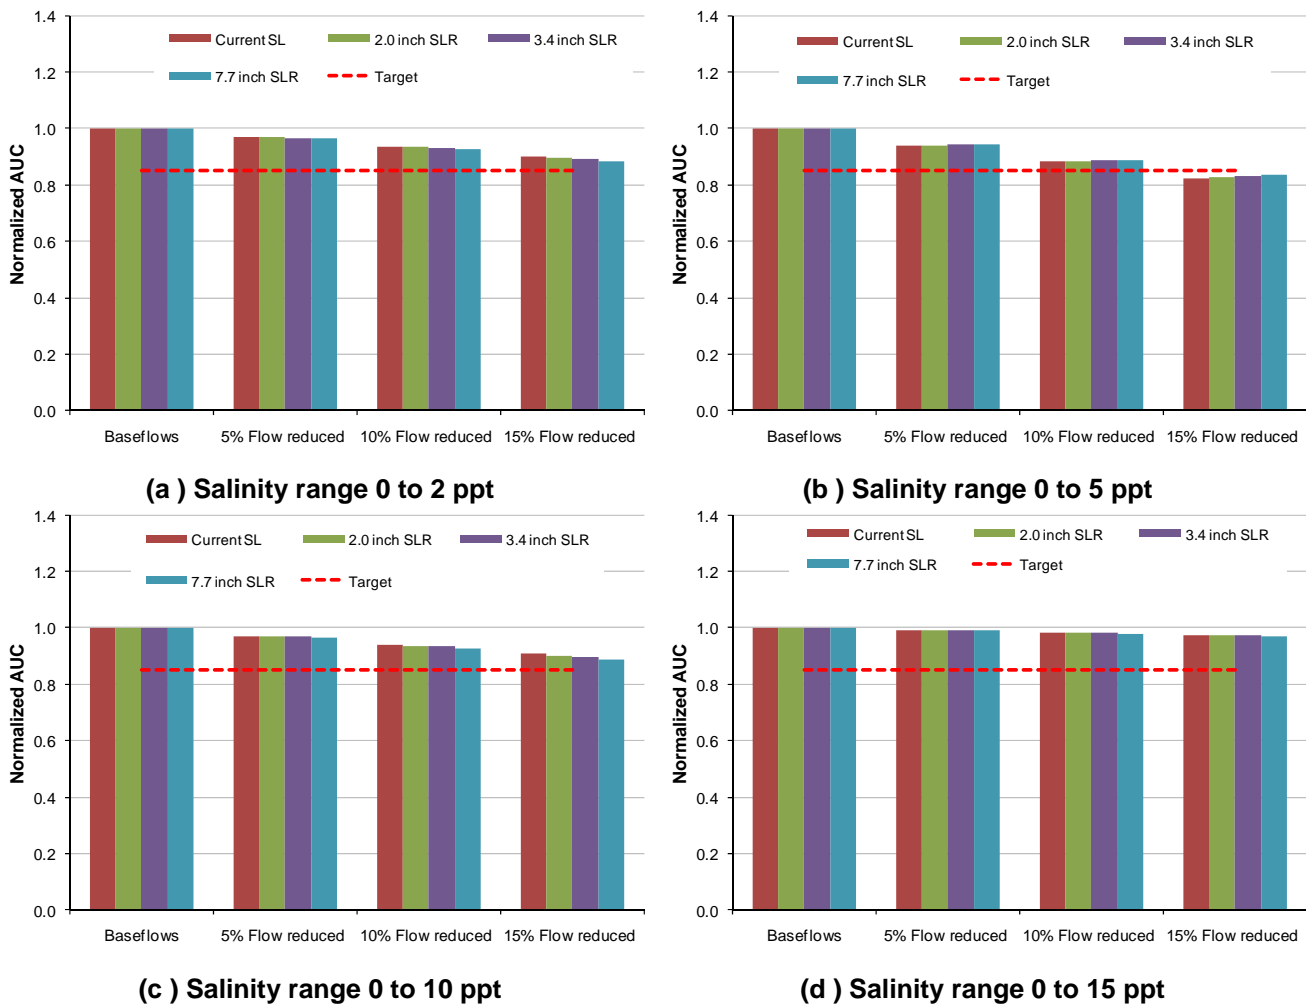 1.4
1.2
1.0
0.8
0.6
0.4
0.2
0.0
Normalized AUC
Current SL 2.0 inch SLR 3.4 inch SLR
7.7 inch SLR Target
Baseflows 5% Flow reduced 10% Flow reduced 15% Flow reduced
(a ) Salinity range 0 to 2 ppt
1.4
1.2
1.0
0.8
0.6
0.4
0.2
0.0
Normalized AUC
Current SL 2.0 inch SLR 3.4 inch SLR
7.7 inch SLR Target
Baseflows 5% Flow reduced 10% Flow reduced 15% Flow reduced
(b ) Salinity range 0 to 5 ppt
1.4
1.2
1.0
0.8
0.6
0.4
0.2
0.0
Normalized AUC
Current SL 2.0 inch SLR 3.4 inch SLR
7.7 inch SLR Target
Baseflows 5% Flow reduced 10% Flow reduced 15% Flow reduced
(c ) Salinity range 0 to 10 ppt
1.4
1.2
1.0
0.8
0.6
0.4
0.2
0.0
Normalized AUC
Current SL 2.0 inch SLR 3.4 inch SLR
7.7 inch SLR Target
Baseflows 5% Flow reduced 10% Flow reduced 15% Flow reduced
(d ) Salinity range 0 to 15 ppt